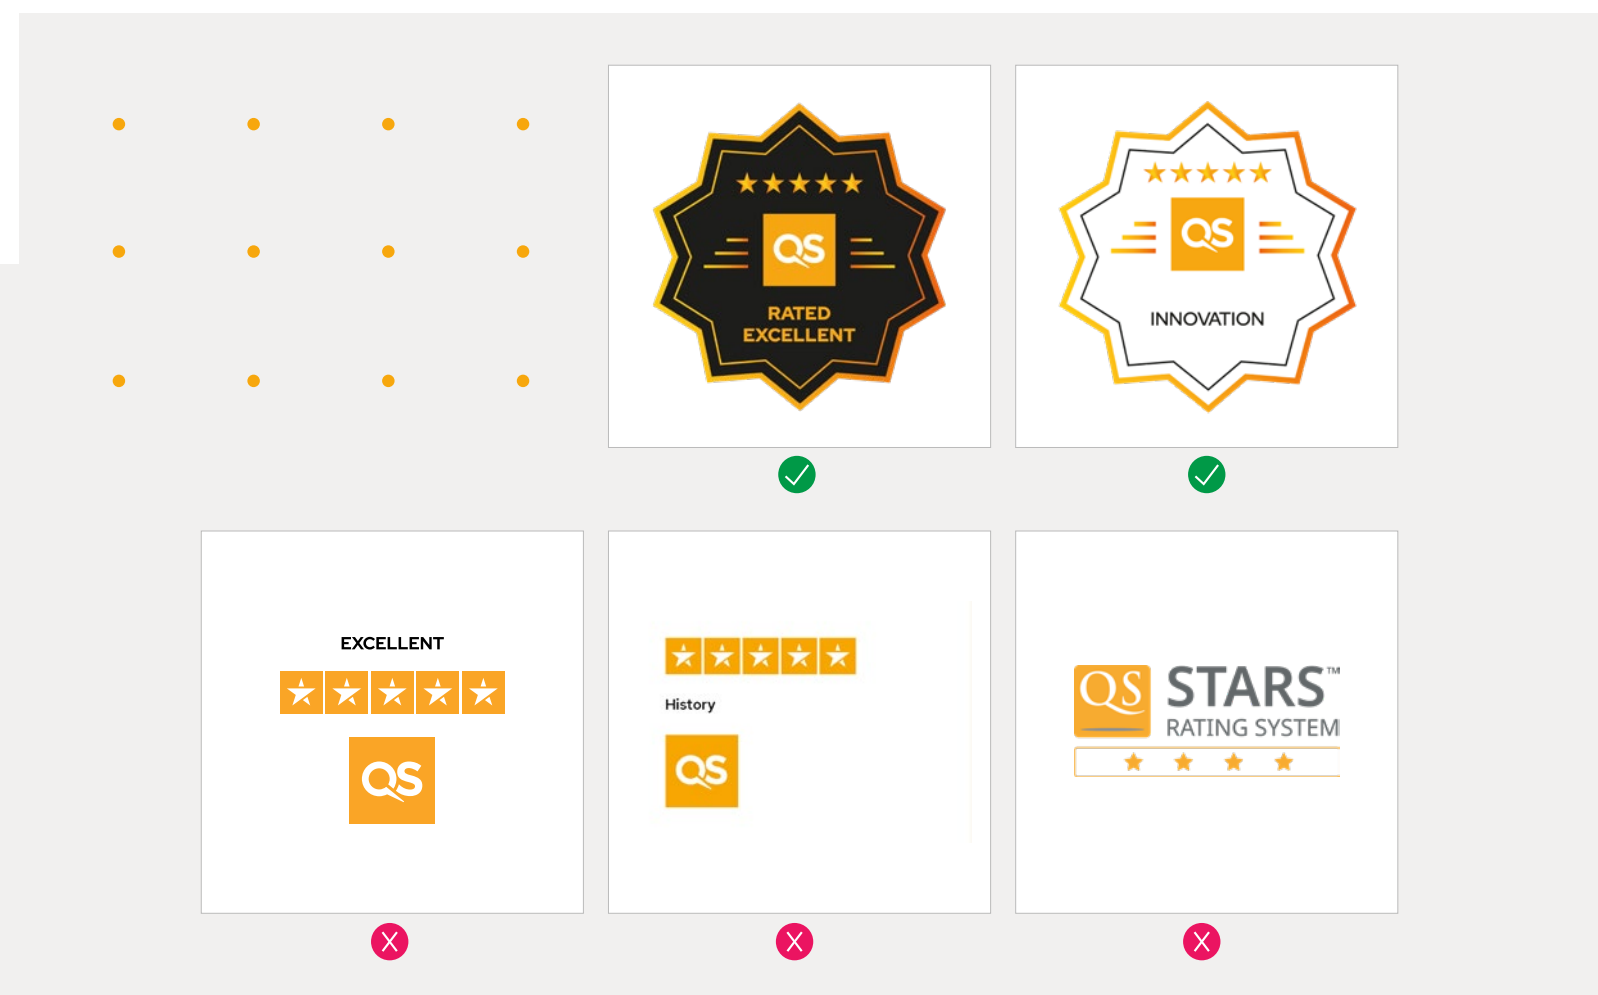 QS
RATED
EXCELLENT
QS
INNOVATION
EXCELLENT
QS
History
QS
QS STARS™
RATING SYSTEM
X
X
X